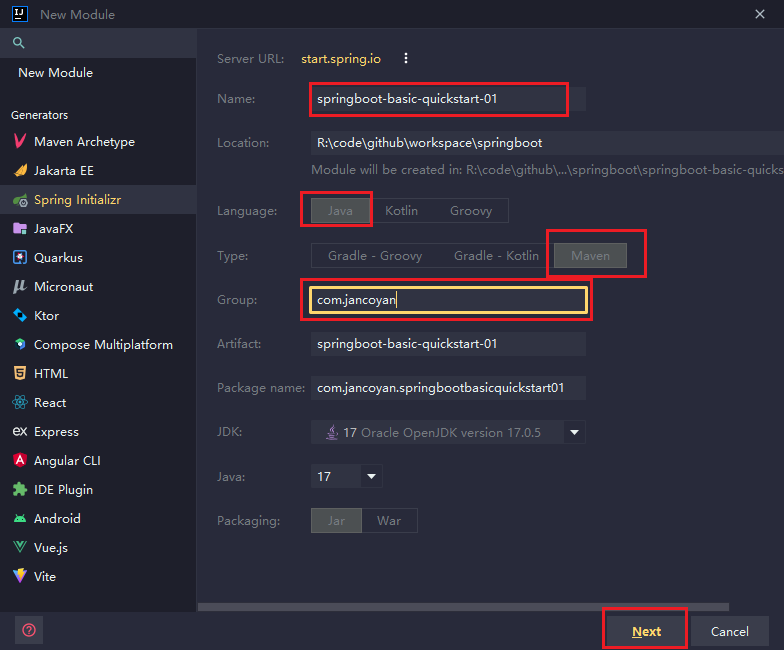 New Module
New Module
Generators
Maven Archetype
Jakarta EE
Spring Initializr
JavaFX
Quarkus
Micronaut
Ktor
Compose Multiplatform
HTML
React
Express
Angular CLI
IDE Plugin
Android
Vue.js
Vite
Server URL: start.spring.io
Name: springboot-basic-quickstart-01
Location: R:\code\github\workspace\springboot
Module will be created in: R:\code\github\...\springboot\springboot-basic-quicks
Language: Java Kotlin Groovy
Type: Gradle - Groovy Gradle - Kotlin Maven
Group: com.jancoyan
Artifact: springboot-basic-quickstart-01
Package name: com.jancoyan.springbootbasicquickstart01
JDK: 17 Oracle OpenJDK version 17.0.5
Java: 17
Packaging: Jar War
Next Cancel